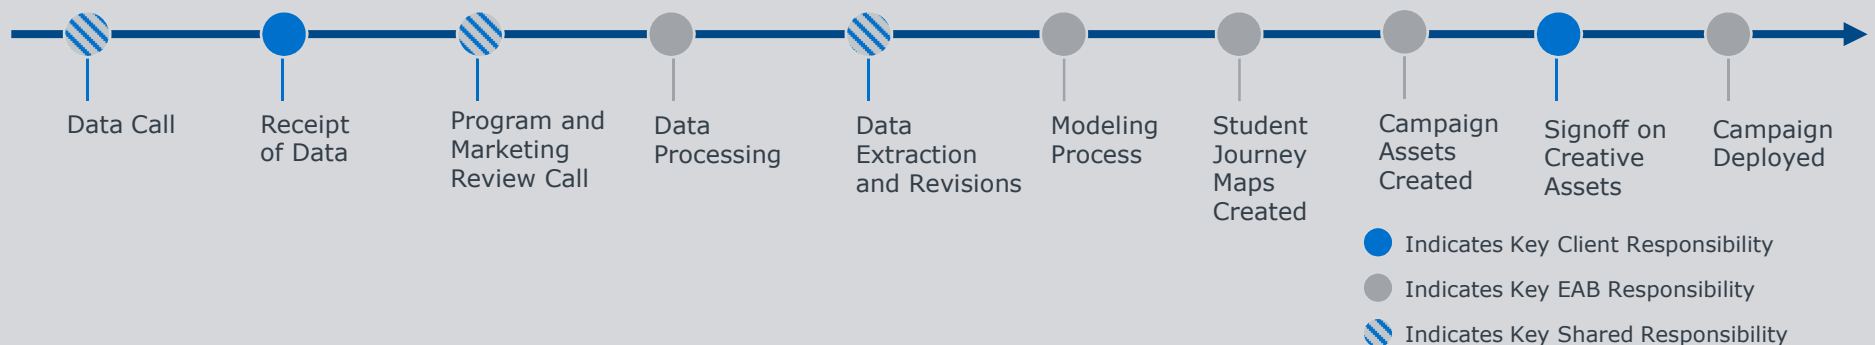 Data Call
Receipt
of Data
Program and
Marketing
Review Call
Data
Processing
Data
Extraction
and Revisions
Modeling
Process
Student
Journey
Maps
Created
Campaign
Assets
Created
Signoff on
Creative
Assets
Campaign
Deployed
Indicates Key Client Responsibility
Indicates Key EAB Responsibility
Indicates Key Shared Responsibility